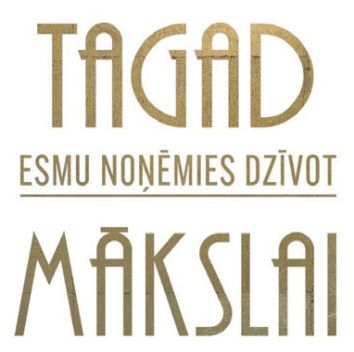 TAGAD
ESMU NOŅĒMIES DZĪVOT
MĀKSLAI